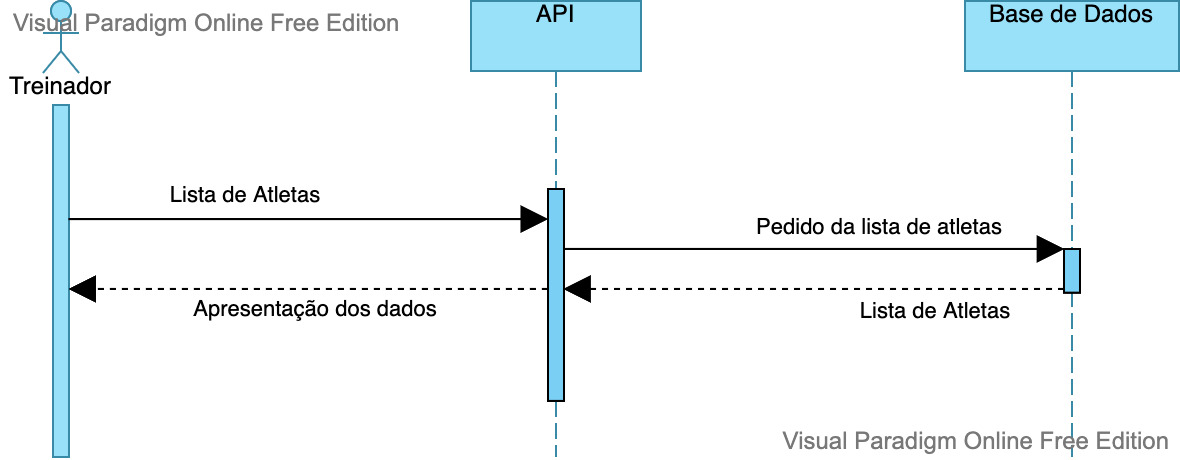 Visual Paradigm Online Free Edition
API
Base de Dados
Treinador
Lista de Atletas
Pedido da lista de atletas
Apresentação dos dados
Lista de Atletas
Visual Paradigm Online Free Edition